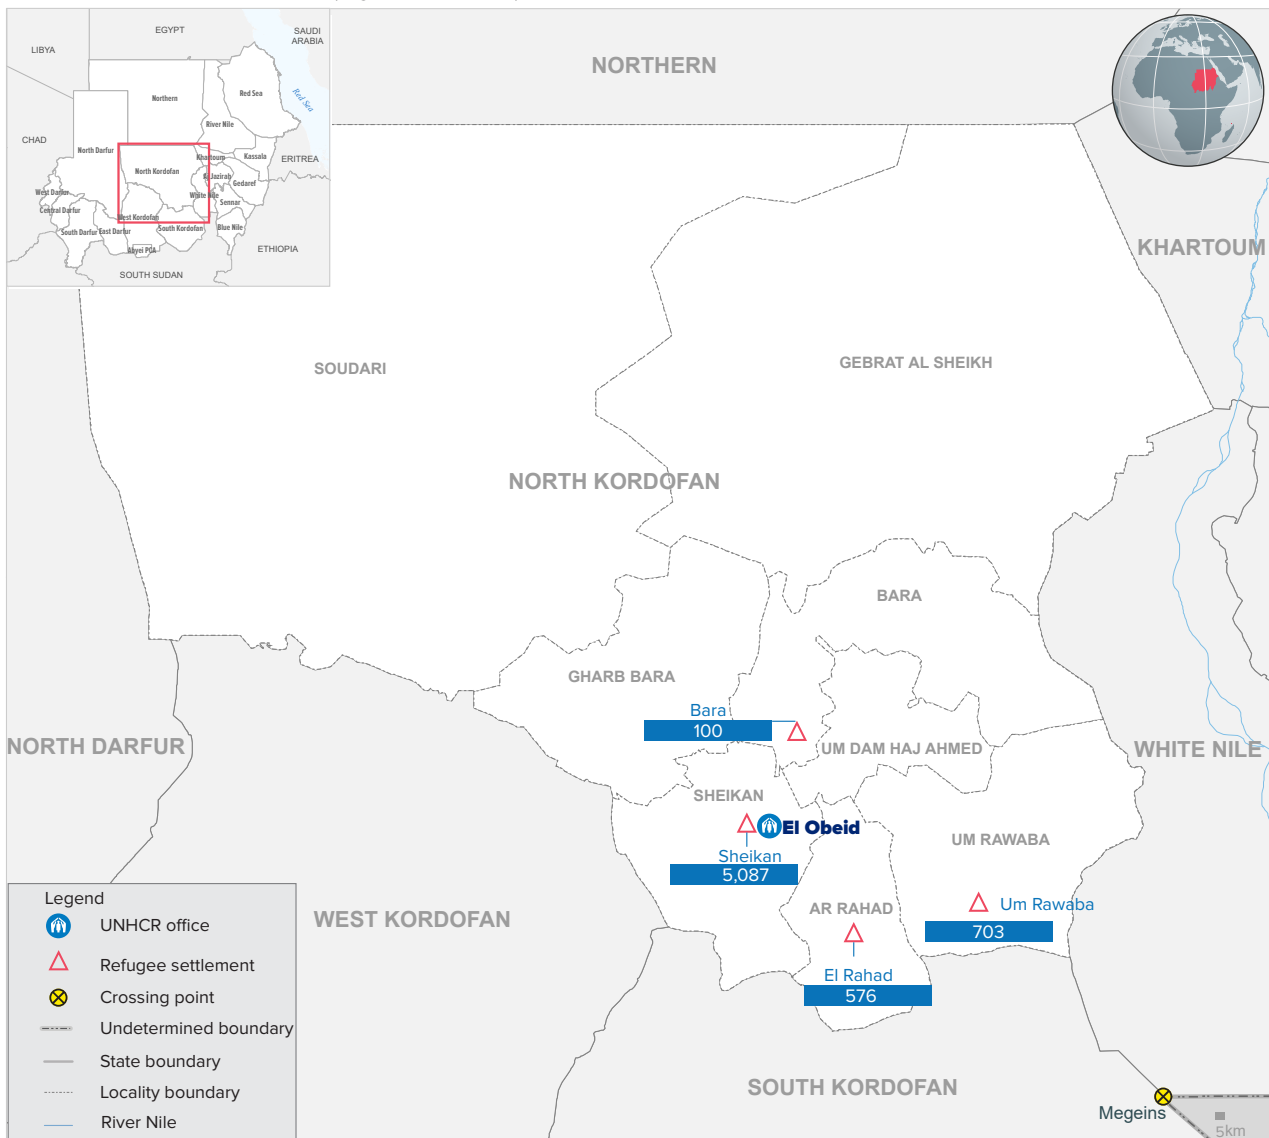 EGYPT
SAUDI
ARABIA
LIBYA
Red Sea
Northern
Red Sea
River Nile
CHAD
North Darfur
Khartoum
Kassala
ERITREA
North Kordofan
Al Jazirah
Gedaref
West Darfur
White Nile
Sennar
Central Darfur
West Kordofan
South Darfur
East Darfur
South Kordofan
Blue Nile
Abyei PCA
ETHIOPIA
SOUTH SUDAN
NORTHERN
KHARTOUM
SOUDARI
GEBRAT AL SHEIKH
NORTH KORDOFAN
BARA
GHARB BARA
Bara
100
UM DAM HAJ AHMED
NORTH DARFUR
WHITE NILE
SHEIKAN
El Obeid
UM RAWABA
Sheikan
5,087
AR RAHAD
Um Rawaba
703
WEST KORDOFAN
El Rahad
576
SOUTH KORDOFAN
Megeins
5km
Legend
UNHCR office
Refugee settlement
Crossing point
Undetermined boundary
State boundary
Locality boundary
River Nile